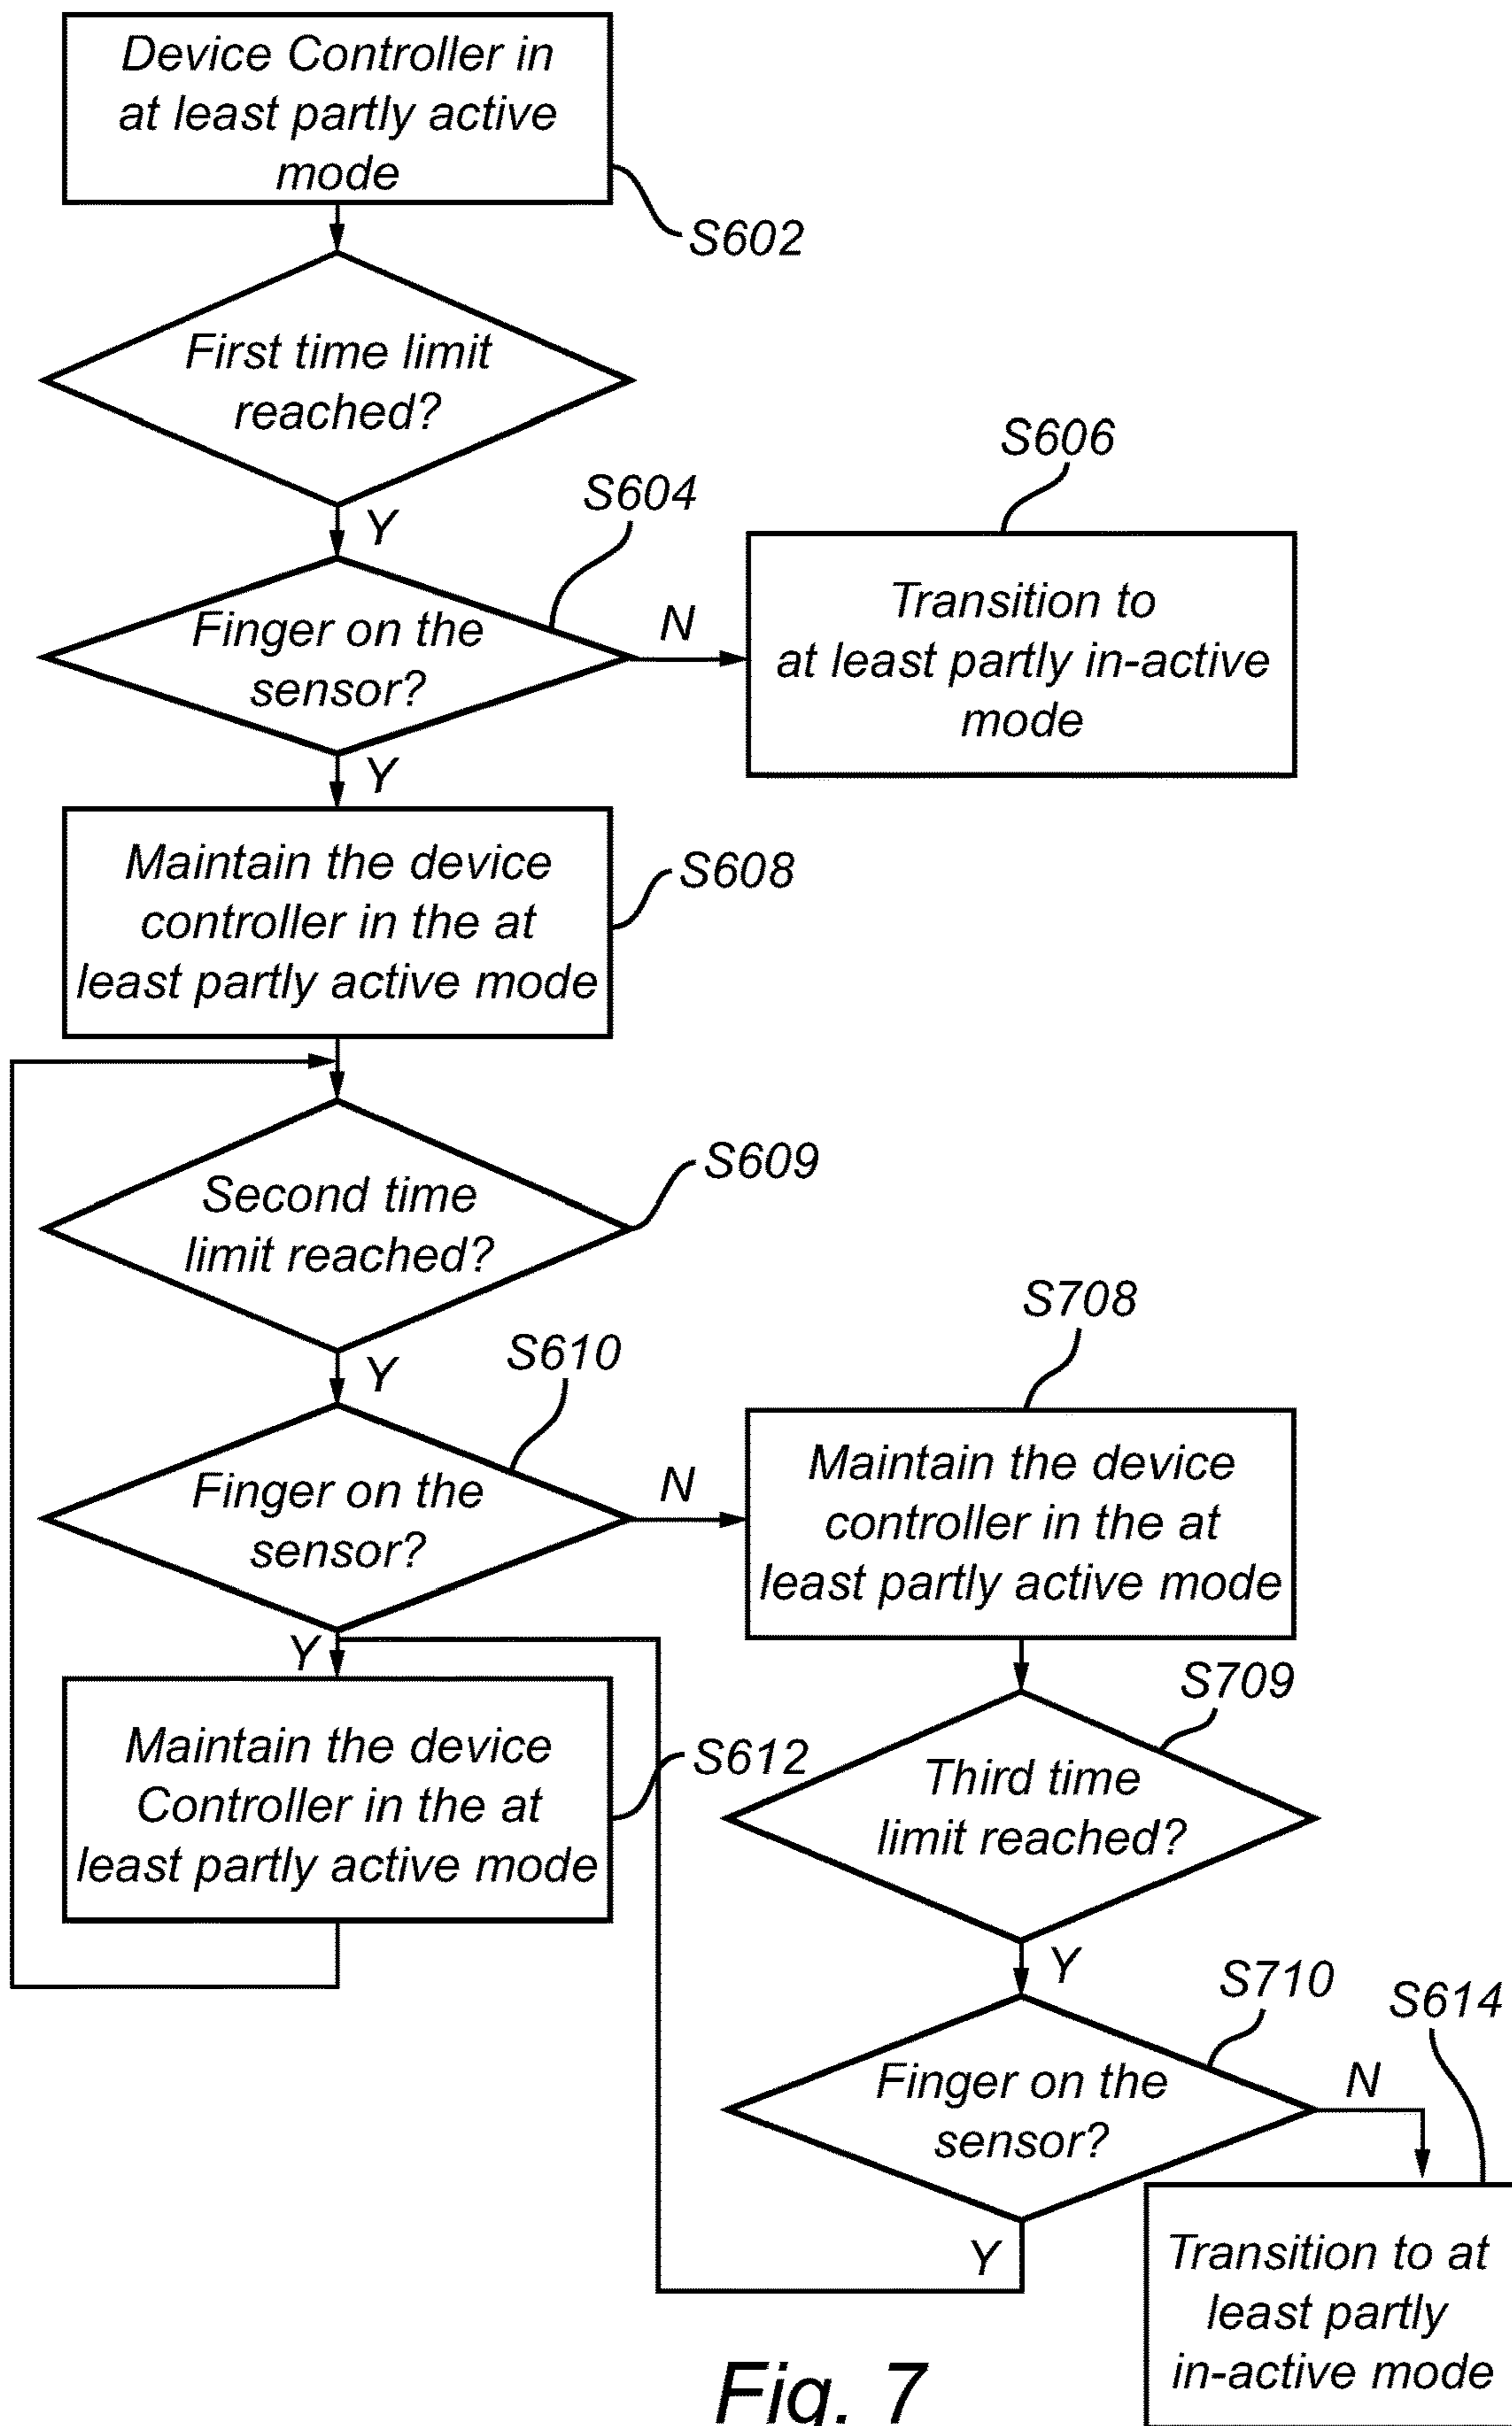 Device Controller in
at least partly active
mode
S602
First time limit
reached?
Y
S604
Finger on the
sensor?
N
S606
Transition to
at least partly in-active
mode
Y
Maintain the device
controller in the at
least partly active mode
S608
Second time
limit reached?
S609
Y
S610
Finger on the
sensor?
N
S708
Maintain the device
controller in the at
least partly active mode
Y
Maintain the device
Controller in the at
least partly active mode
S612
S709
Third time
limit reached?
Y
S710
Finger on the
sensor?
N
S614
Y
Transition to at
least partly
in-active mode
Fig. 7